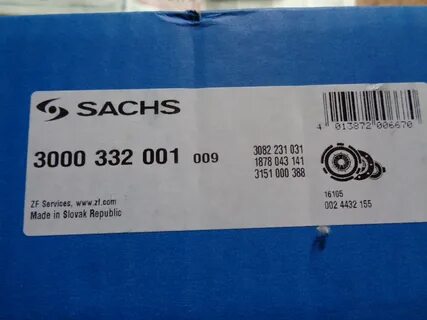 SACHS
3000 332 001 009
3082 231 031
1878 043 141
3151 000 388
4 013872 006670
16105
002 4432 155
ZF Services, www.zf.com
Made in Slovak Republic